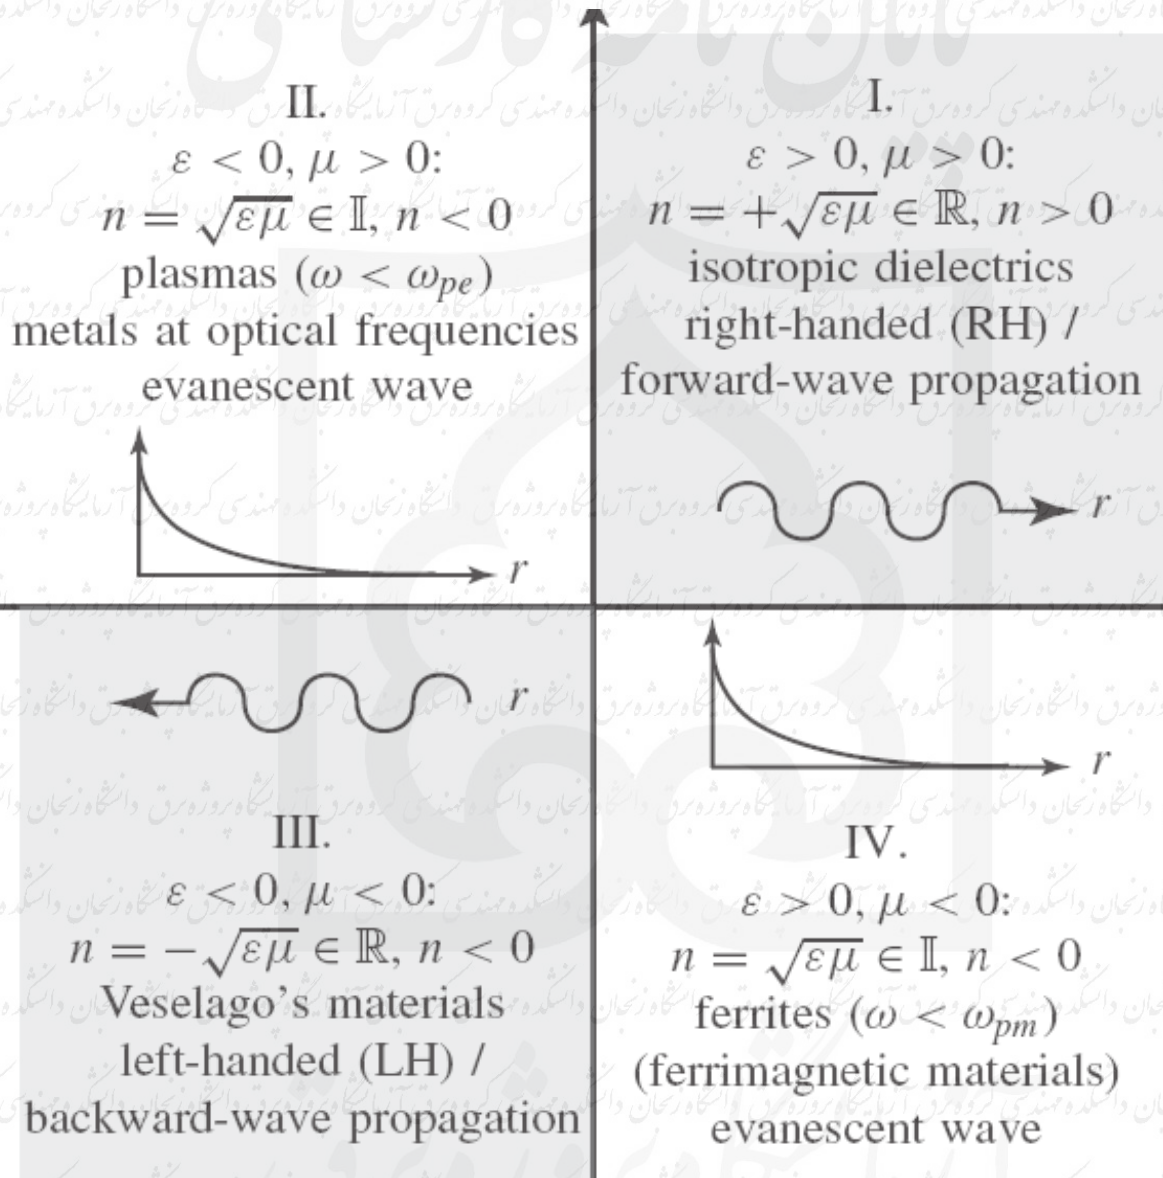 II.
ε < 0, μ > 0:
n = √εμ ∈ 𝕀, n < 0
plasmas (ω < ω_pe)
metals at optical frequencies
evanescent wave
r
I.
ε > 0, μ > 0:
n = +√εμ ∈ ℝ, n > 0
isotropic dielectrics
right-handed (RH) /
forward-wave propagation
r
r
III.
ε < 0, μ < 0:
n = −√εμ ∈ ℝ, n < 0
Veselago's materials
left-handed (LH) /
backward-wave propagation
r
IV.
ε > 0, μ < 0:
n = √εμ ∈ 𝕀, n < 0
ferrites (ω < ω_pm)
(ferrimagnetic materials)
evanescent wave